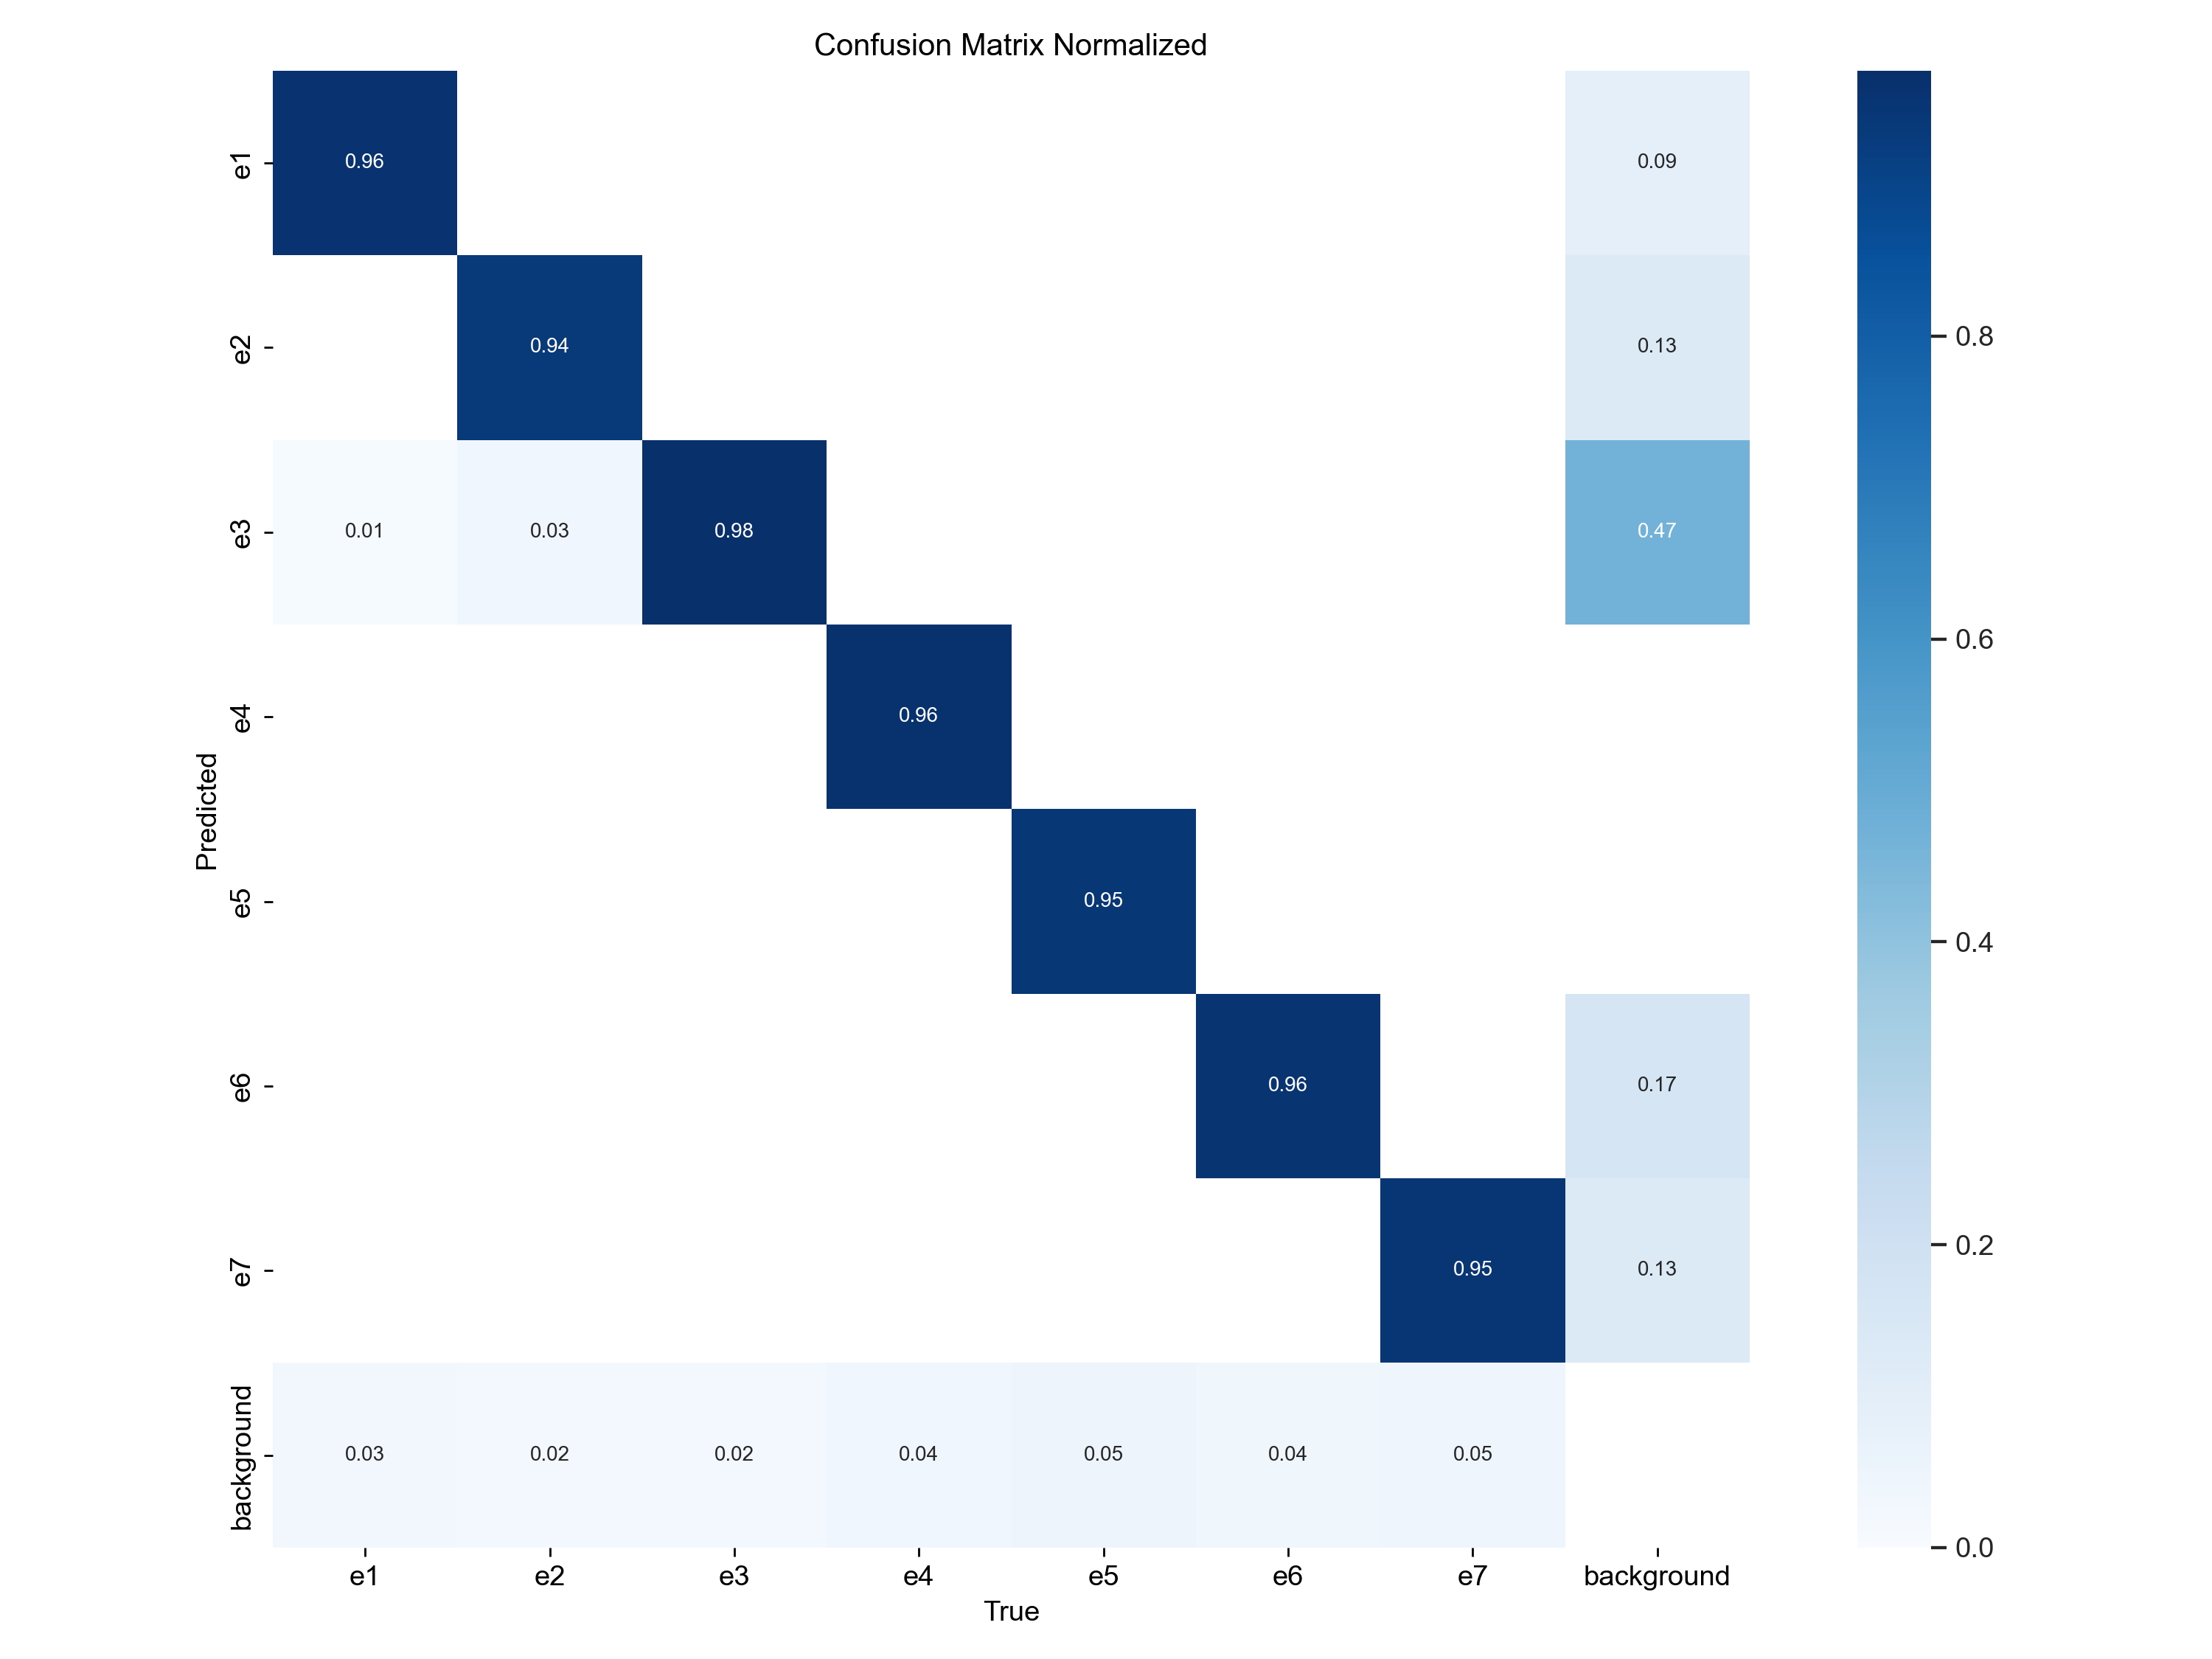 Confusion Matrix Normalized
e1 0.96 0.09
e2 0.94 0.13 0.8
e3 0.01 0.03 0.98 0.47 0.6
e4 0.96
Predicted
e5 0.95 0.4
e6 0.96 0.17
e7 0.95 0.13 0.2
background 0.03 0.02 0.02 0.04 0.05 0.04 0.05
0.0
e1 e2 e3 e4 e5 e6 e7 background
True